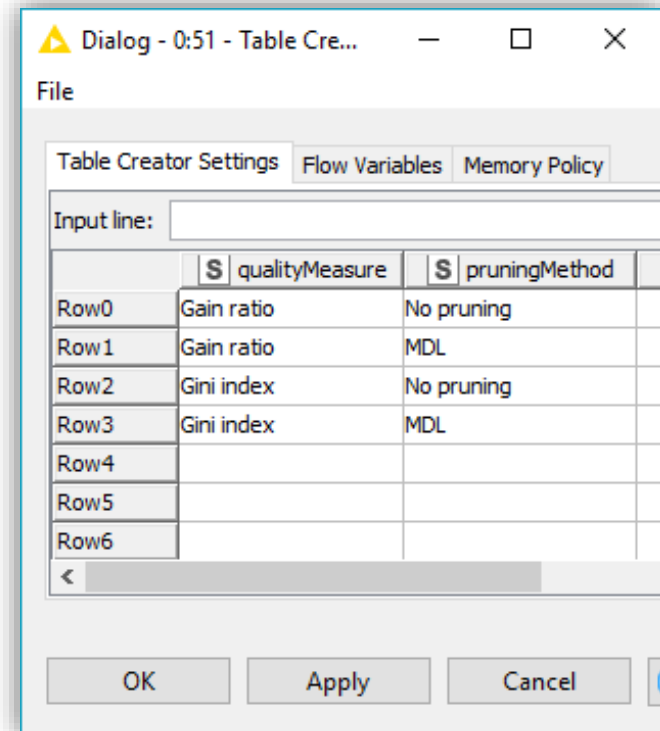 Dialog - 0:51 - Table Cre...
File
Table Creator Settings Flow Variables Memory Policy
Input line:
S qualityMeasure S pruningMethod
Row0 Gain ratio No pruning
Row1 Gain ratio MDL
Row2 Gini index No pruning
Row3 Gini index MDL
Row4
Row5
Row6
OK Apply Cancel